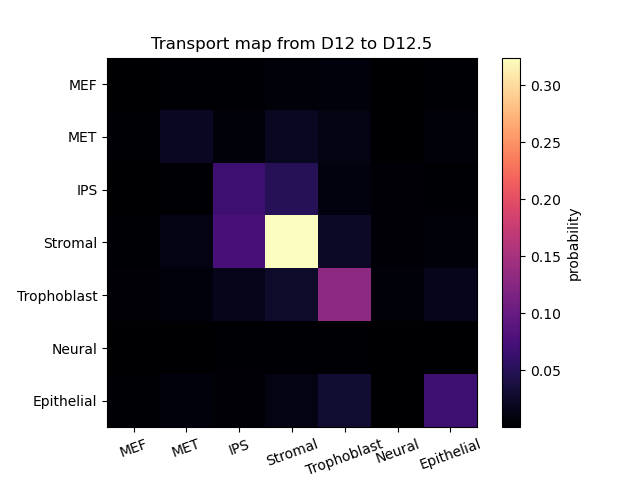 Transport map from D12 to D12.5
MEF
MET
IPS
Stromal
Trophoblast
Neural
Epithelial
MEF
MET
IPS
Stromal
Trophoblast
Neural
Epithelial
0.30
0.25
0.20
0.15
0.10
0.05
probability